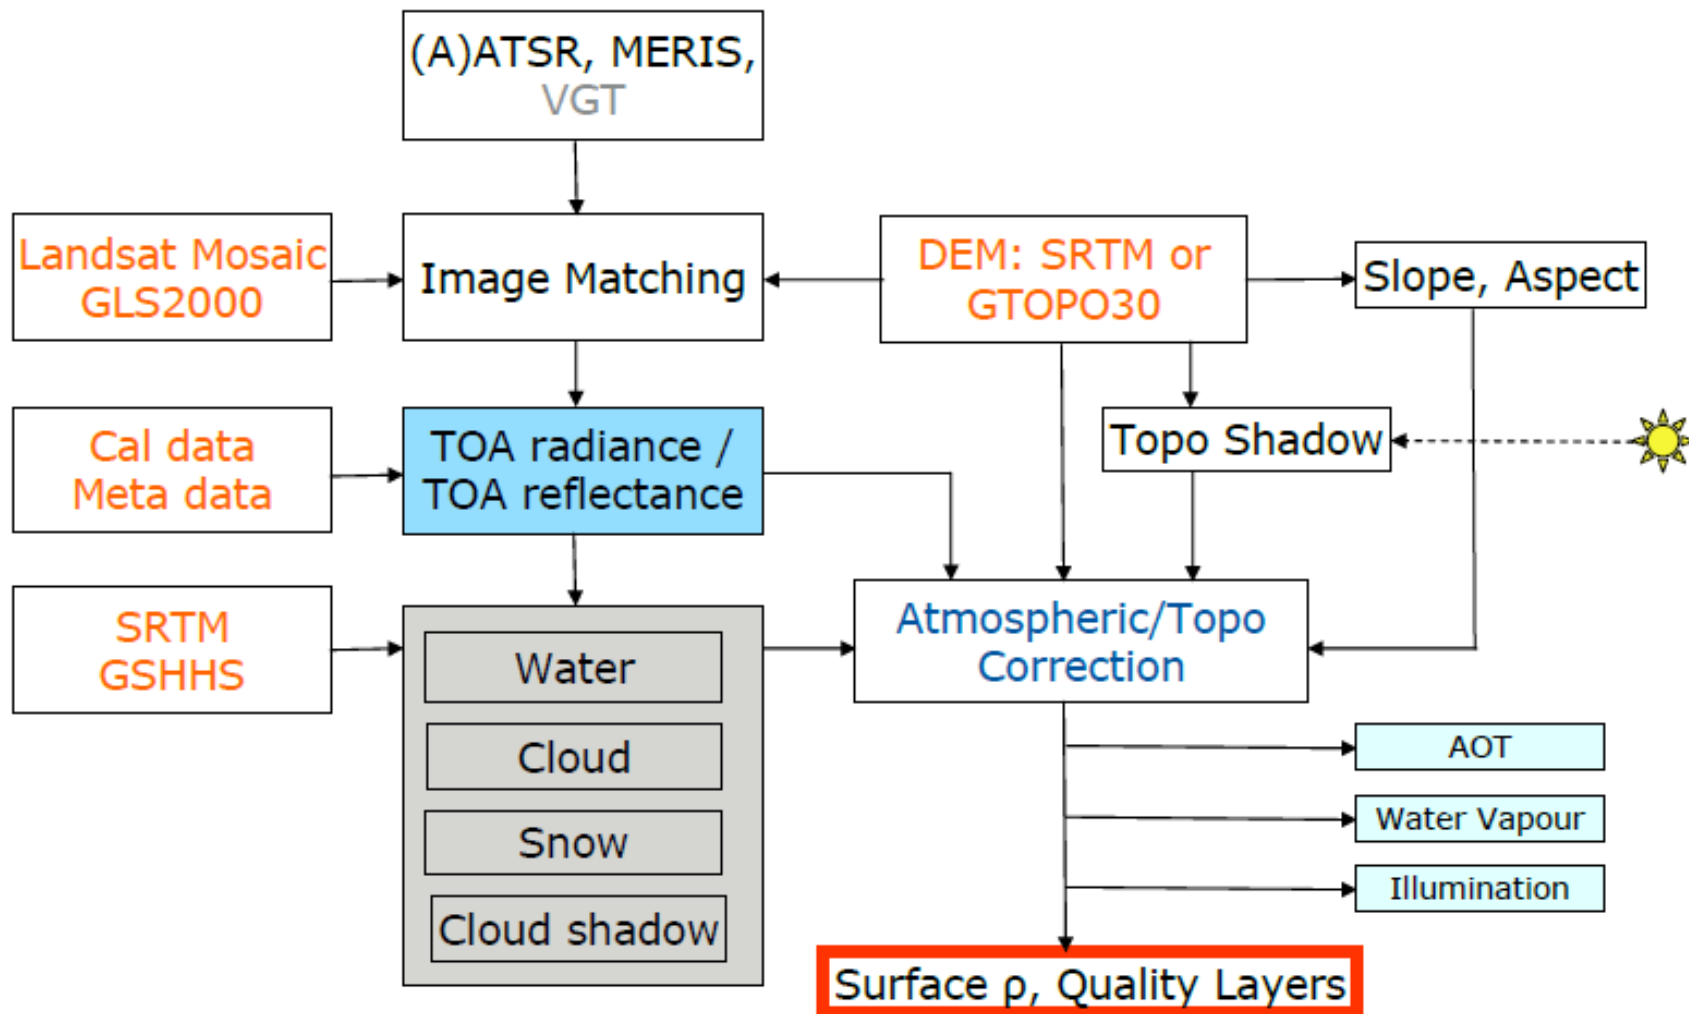 (A)ATSR, MERIS,
VGT
Landsat Mosaic
GLS2000
Image Matching
DEM: SRTM or
GTOPO30
Slope, Aspect
Cal data
Meta data
TOA radiance /
TOA reflectance
Topo Shadow
SRTM
GSHHS
Water
Cloud
Snow
Cloud shadow
Atmospheric/Topo
Correction
AOT
Water Vapour
Illumination
Surface ρ, Quality Layers